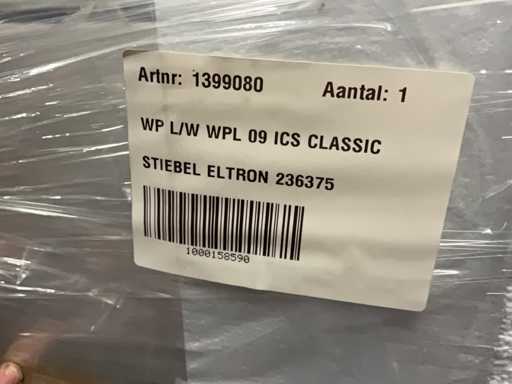 Artnr: 1399080 Aantal: 1
WP L/W WPL 09 ICS CLASSIC
STIEBEL ELTRON 236375
1000158590